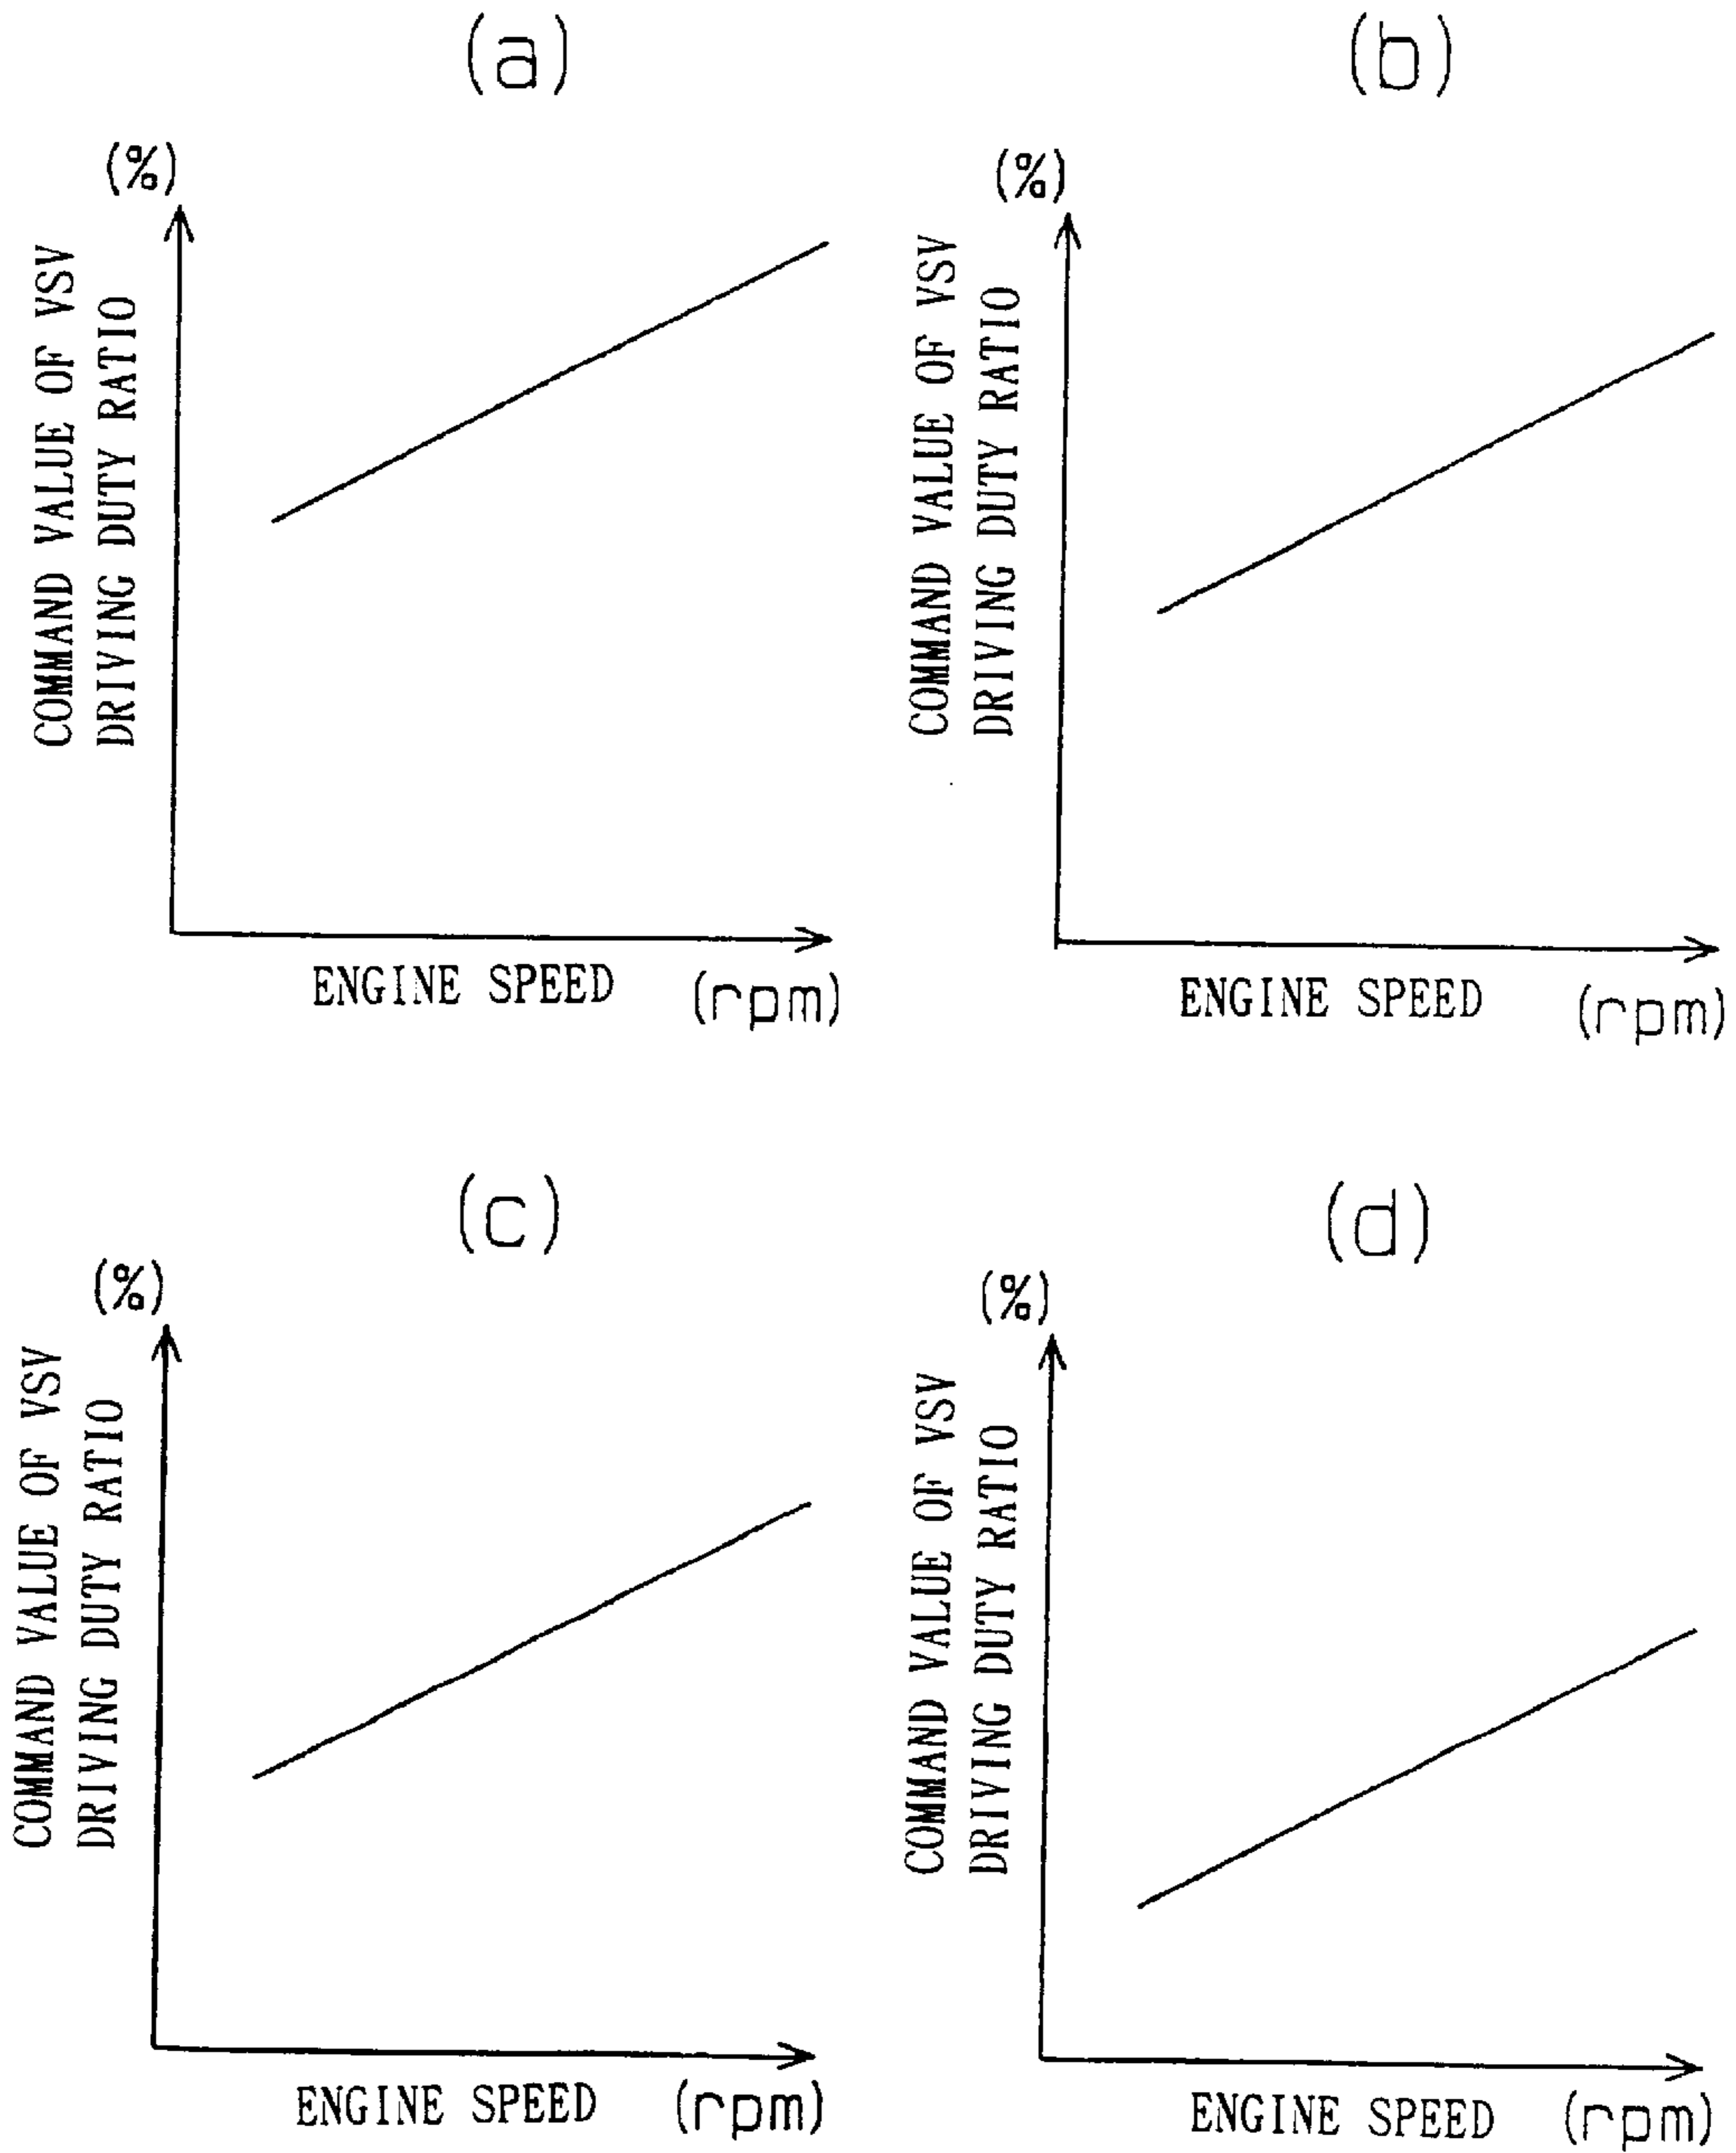 (a)
(%)
COMMAND VALUE OF VSV
DRIVING DUTY RATIO
ENGINE SPEED (rpm)
(b)
(%)
COMMAND VALUE OF VSV
DRIVING DUTY RATIO
ENGINE SPEED (rpm)
(c)
(%)
COMMAND VALUE OF VSV
DRIVING DUTY RATIO
ENGINE SPEED (rpm)
(d)
(%)
COMMAND VALUE OF VSV
DRIVING DUTY RATIO
ENGINE SPEED (rpm)